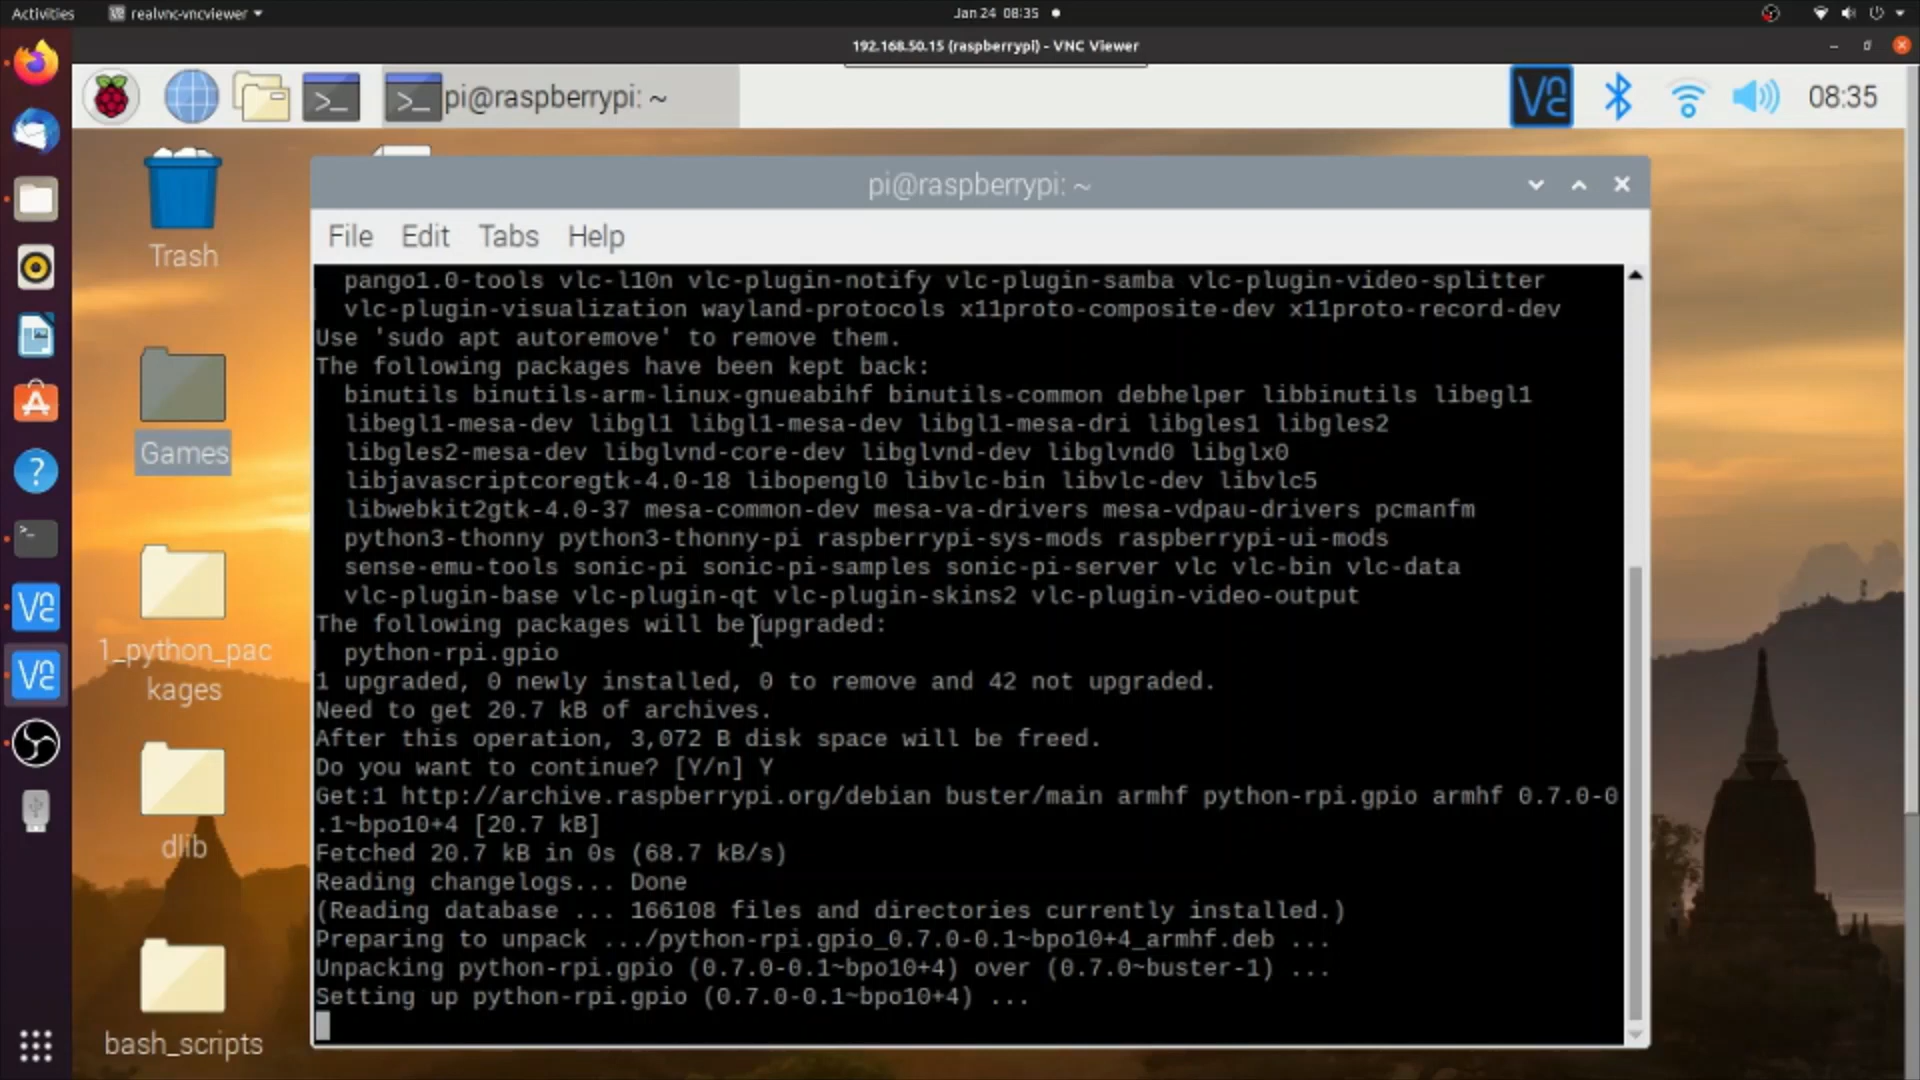 Activities
realvnc-vncviewer
Jan 24 08:35
192.168.50.15 (raspberrypi) - VNC Viewer
pi@raspberrypi: ~
08:35
pi@raspberrypi: ~
File Edit Tabs Help
pango1.0-tools vlc-l10n vlc-plugin-notify vlc-plugin-samba vlc-plugin-video-splitter
vlc-plugin-visualization wayland-protocols x11proto-composite-dev x11proto-record-dev
Use 'sudo apt autoremove' to remove them.
The following packages have been kept back:
binutils binutils-arm-linux-gnueabihf binutils-common debhelper libbinutils libegl1
libegl1-mesa-dev libgl1 libgl1-mesa-dev libgl1-mesa-dri libgles1 libgles2
libgles2-mesa-dev libglvnd-core-dev libglvnd-dev libglvnd0 libglx0
libjavascriptcoregtk-4.0-18 libopengl0 libvlc-bin libvlc-dev libvlc5
libwebkit2gtk-4.0-37 mesa-common-dev mesa-va-drivers mesa-vdpau-drivers pcmanfm
python3-thonny python3-thonny-pi raspberrypi-sys-mods raspberrypi-ui-mods
sense-emu-tools sonic-pi sonic-pi-samples sonic-pi-server vlc vlc-bin vlc-data
vlc-plugin-base vlc-plugin-qt vlc-plugin-skins2 vlc-plugin-video-output
The following packages will be upgraded:
python-rpi.gpio
1 upgraded, 0 newly installed, 0 to remove and 42 not upgraded.
Need to get 20.7 kB of archives.
After this operation, 3,072 B disk space will be freed.
Do you want to continue? [Y/n] Y
Get:1 http://archive.raspberrypi.org/debian buster/main armhf python-rpi.gpio armhf 0.7.0-0
.1~bpo10+4 [20.7 kB]
Fetched 20.7 kB in 0s (68.7 kB/s)
Reading changelogs... Done
(Reading database ... 166108 files and directories currently installed.)
Preparing to unpack .../python-rpi.gpio_0.7.0-0.1~bpo10+4_armhf.deb ...
Unpacking python-rpi.gpio (0.7.0-0.1~bpo10+4) over (0.7.0~buster-1) ...
Setting up python-rpi.gpio (0.7.0-0.1~bpo10+4) ...
Trash
Games
1_python_pac
kages
dlib
bash_scripts